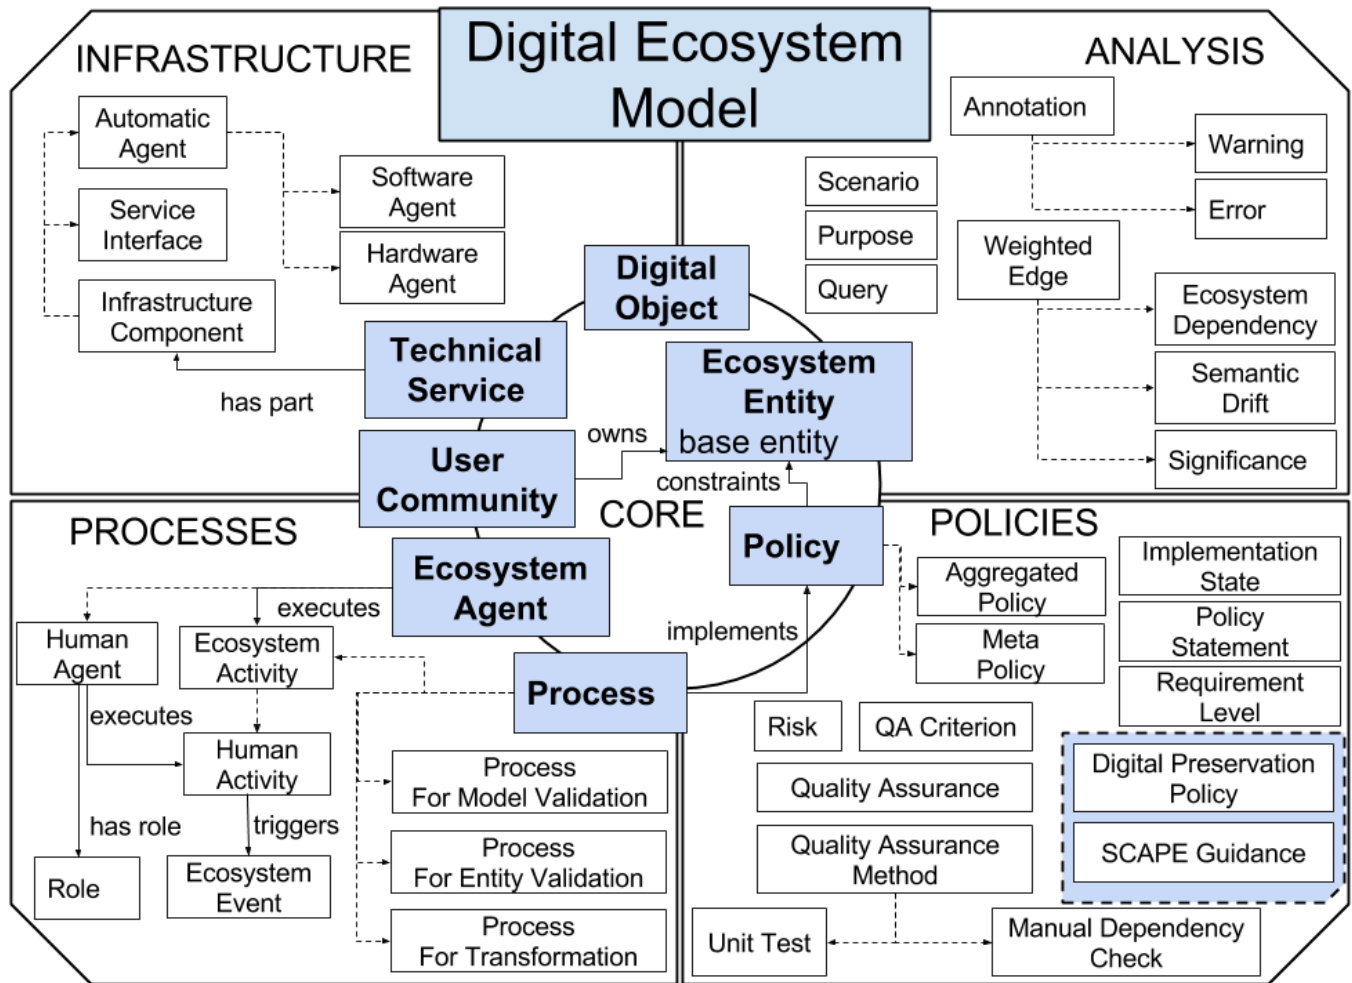 Digital Ecosystem
Model
INFRASTRUCTURE
Automatic
Agent
Service
Interface
Infrastructure
Component
Software
Agent
Hardware
Agent
has part
ANALYSIS
Annotation
Warning
Error
Scenario
Purpose
Query
Weighted
Edge
Ecosystem
Dependency
Semantic
Drift
Significance
Digital
Object
Technical
Service
Ecosystem
Entity
base entity
User
Community
owns
constraints
CORE
Policy
Ecosystem
Agent
implements
Process
PROCESSES
executes
Human
Agent
Ecosystem
Activity
executes
Human
Activity
has role
triggers
Role
Ecosystem
Event
Process
For Model Validation
Process
For Entity Validation
Process
For Transformation
POLICIES
Aggregated
Policy
Meta
Policy
Implementation
State
Policy
Statement
Requirement
Level
Risk
QA Criterion
Quality Assurance
Quality Assurance
Method
Digital Preservation
Policy
SCAPE Guidance
Unit Test
Manual Dependency
Check